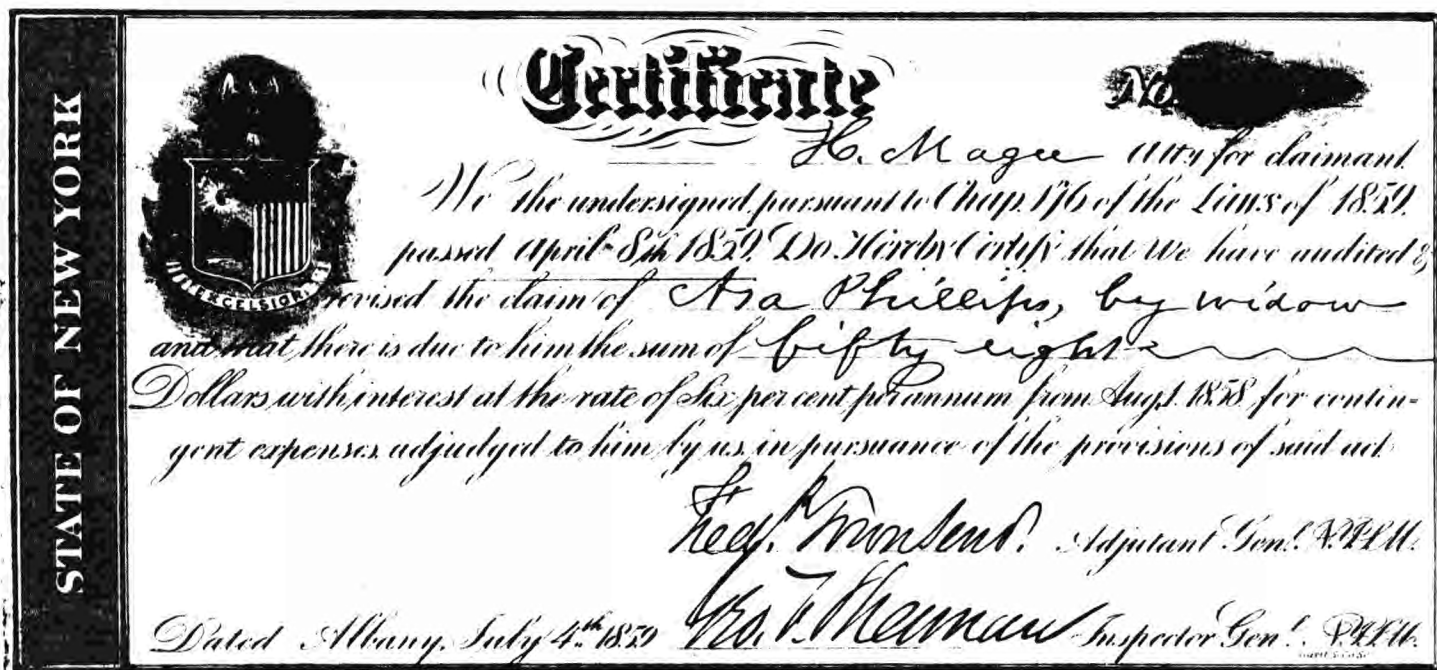 STATE OF NEW YORK
Certificate
No.
H. Magee Atty for claimant.
We the undersigned, pursuant to Chap. 176 of the Laws of 1859.
passed April 8th 1859. Do Hereby Certify that We have audited &
revised the claim of Asa Phillips, by widow
and that there is due to him the sum of fifty eight
Dollars with interest at the rate of Six per cent per annum from Augt. 1858 for contin=
gent expenses adjudged to him by us in pursuance of the provisions of said act.
EXCELSIOR
Fredk. Townsend. Adjutant Genl.
Dated Albany, July 4th 1859 Inspector Genl.